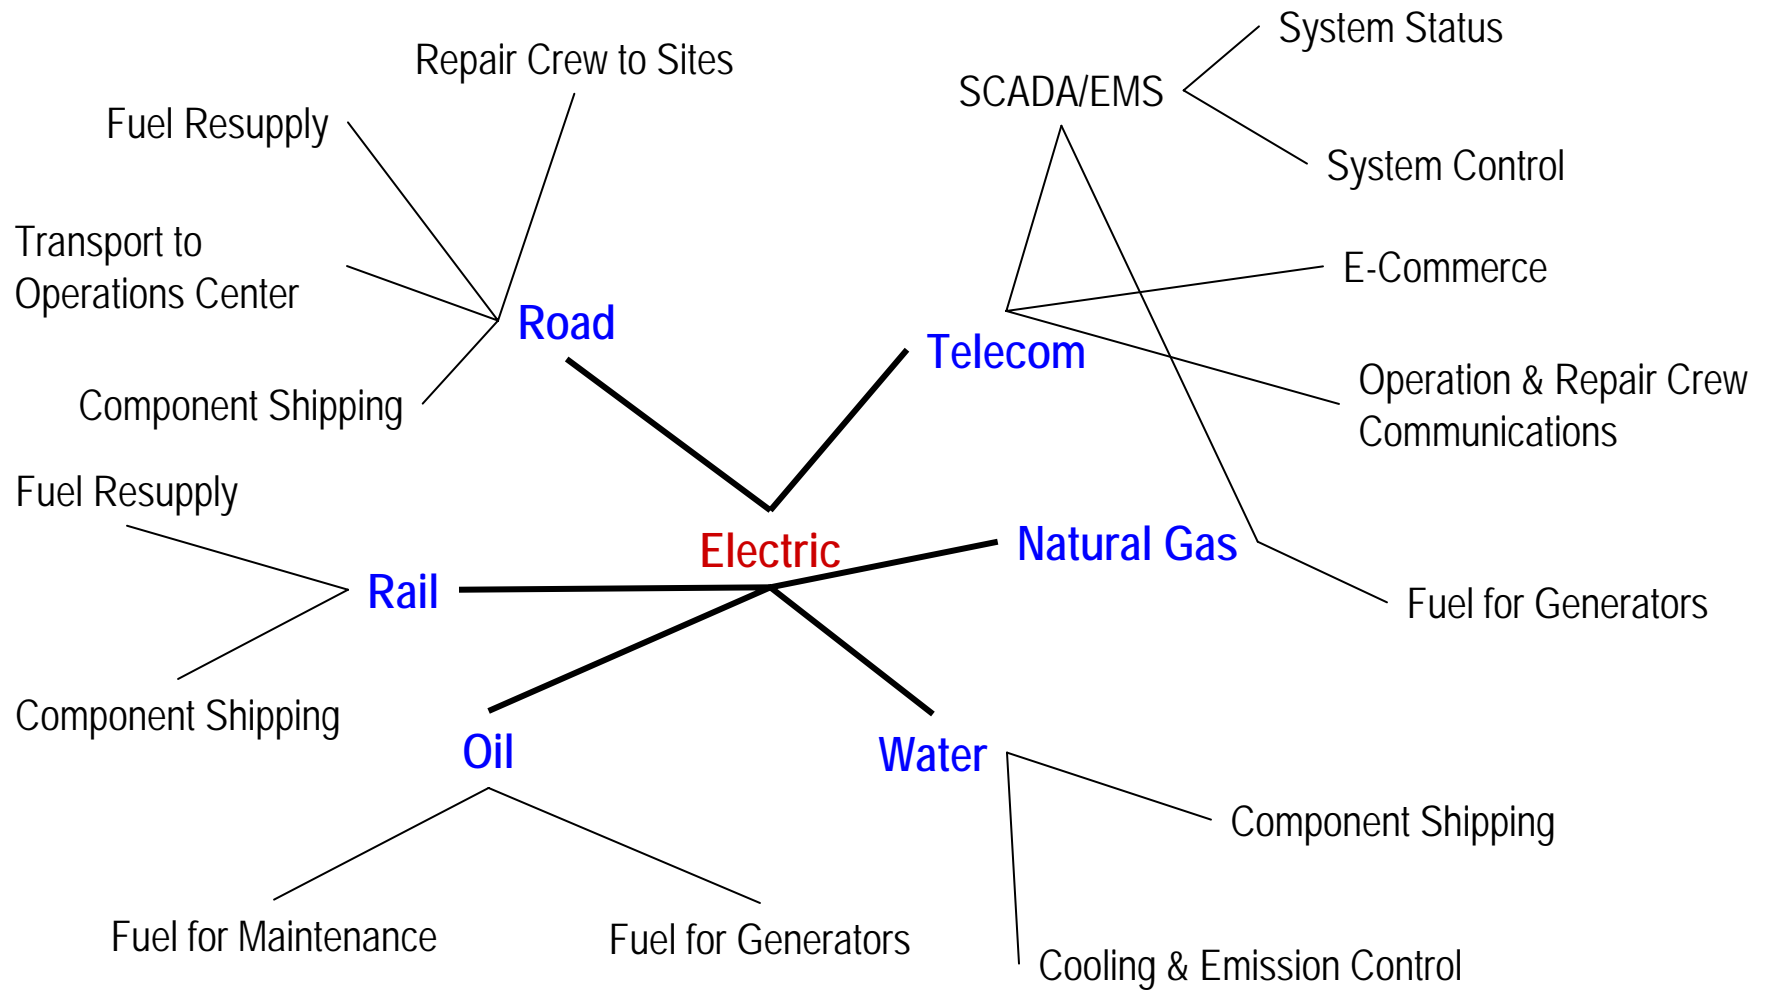 System Status
Repair Crew to Sites
SCADA/EMS
Fuel Resupply
System Control
Transport to
Operations Center
E-Commerce
Road
Telecom
Operation & Repair Crew
Communications
Component Shipping
Fuel Resupply
Electric
Natural Gas
Rail
Fuel for Generators
Component Shipping
Oil
Water
Component Shipping
Fuel for Maintenance
Fuel for Generators
Cooling & Emission Control